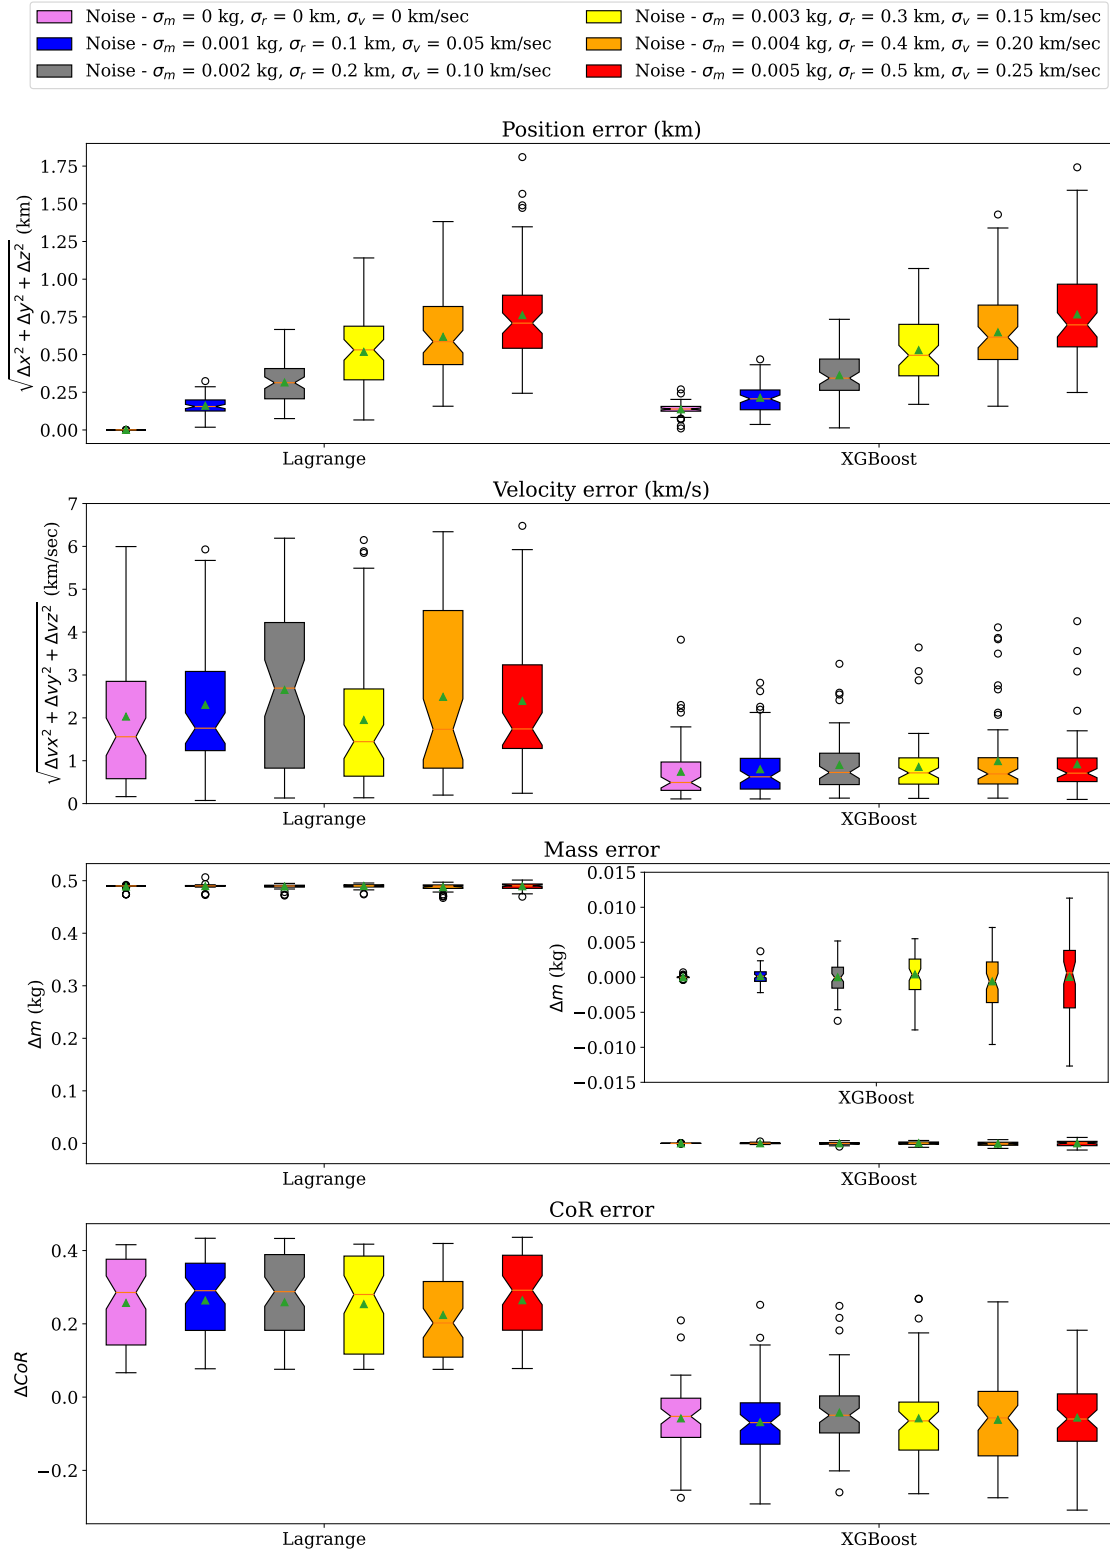 Noise - σm = 0 kg, σr = 0 km, σv = 0 km/sec
Noise - σm = 0.001 kg, σr = 0.1 km, σv = 0.05 km/sec
Noise - σm = 0.002 kg, σr = 0.2 km, σv = 0.10 km/sec
Noise - σm = 0.003 kg, σr = 0.3 km, σv = 0.15 km/sec
Noise - σm = 0.004 kg, σr = 0.4 km, σv = 0.20 km/sec
Noise - σm = 0.005 kg, σr = 0.5 km, σv = 0.25 km/sec
Position error (km)
√Δx² + Δy² + Δz² (km)
1.75
1.50
1.25
1.00
0.75
0.50
0.25
0.00
Lagrange XGBoost
Velocity error (km/s)
√Δvx² + Δvy² + Δvz² (km/sec)
7
6
5
4
3
2
1
0
Lagrange XGBoost
Mass error
Δm (kg)
0.5
0.4
0.3
0.2
0.1
0.0
Δm (kg)
0.015
0.010
0.005
0.000
−0.005
−0.010
−0.015
XGBoost
Lagrange XGBoost
CoR error
ΔCoR
0.4
0.2
0.0
−0.2
Lagrange XGBoost